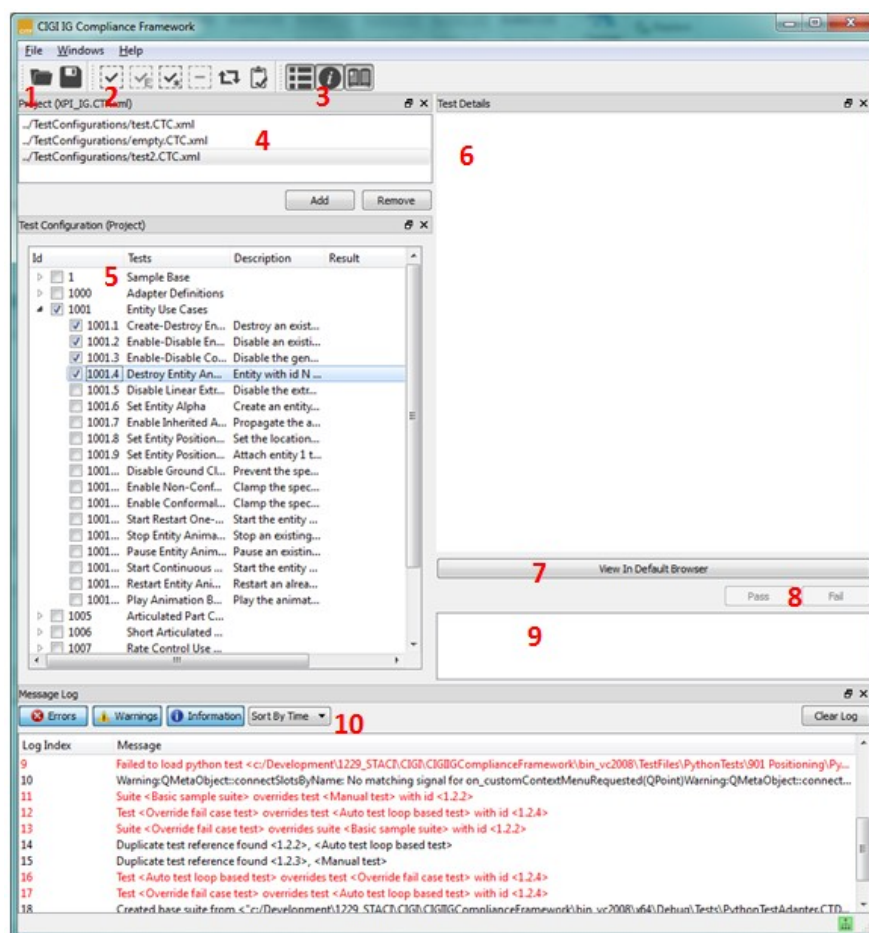 CIGI IG Compliance Framework
File Windows Help
1 2 3
Project (XPI_IG.CTP.xml)
../TestConfigurations/test.CTC.xml
../TestConfigurations/empty.CTC.xml
../TestConfigurations/test2.CTC.xml
4
Add Remove
Test Configuration (Project)
Id Tests Description Result
5
1 Sample Base
1000 Adapter Definitions
1001 Entity Use Cases
1001.1 Create-Destroy En... Destroy an exist...
1001.2 Enable-Disable En... Disable an existi...
1001.3 Enable-Disable Co... Disable the gen...
1001.4 Destroy Entity An... Entity with id N ...
1001.5 Disable Linear Extr... Disable the extr...
1001.6 Set Entity Alpha Create an entity...
1001.7 Enable Inherited A... Propagate the a...
1001.8 Set Entity Position... Set the location...
1001.9 Set Entity Position... Attach entity 1 t...
1001... Disable Ground Cl... Prevent the spe...
1001... Enable Non-Conf... Clamp the spec...
1001... Enable Conformal... Clamp the spec...
1001... Start Restart One-... Start the entity ...
1001... Stop Entity Anima... Stop an existing...
1001... Pause Entity Anim... Pause an existin...
1001... Start Continuous ... Start the entity ...
1001... Restart Entity Ani... Restart an alrea...
1001... Play Animation B... Play the animat...
1005 Articulated Part C...
1006 Short Articulated ...
1007 Rate Control Use ...
Test Details
6
View In Default Browser
7
Pass Fail
8
9
Message Log
Errors Warnings Information Sort By Time Clear Log
10
Log Index Message
9 Failed to load python test <c:/Development\1229_STACI\CIGI\CIGIIGComplianceFramework\bin_vc2008\TestFiles\PythonTests\901 Positioning\Py...
10 Warning:QMetaObject::connectSlotsByName: No matching signal for on_customContextMenuRequested(QPoint)Warning:QMetaObject::connect...
11 Suite <Basic sample suite> overrides test <Manual test> with id <1.2.2>
12 Test <Override fail case test> overrides test <Auto test loop based test> with id <1.2.4>
13 Suite <Override fail case test> overrides suite <Basic sample suite> with id <1.2.2>
14 Duplicate test reference found <1.2.2>, <Auto test loop based test>
15 Duplicate test reference found <1.2.3>, <Manual test>
16 Test <Auto test loop based test> overrides test <Override fail case test> with id <1.2.4>
17 Test <Override fail case test> overrides test <Auto test loop based test> with id <1.2.4>
18 Created base suite from <"c:/Development\1229_STACI\CIGI\CIGIIGComplianceFramework\bin_vc2008\x64\Debug\Tests\PythonTestAdapter.CTD...